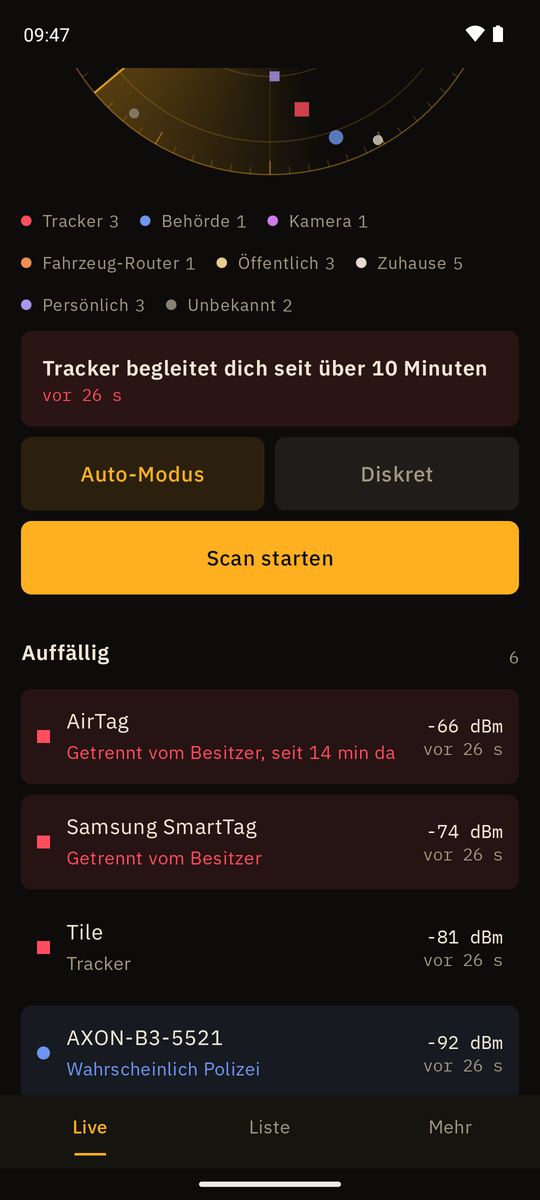 09:47
Tracker 3 Behörde 1 Kamera 1
Fahrzeug-Router 1 Öffentlich 3 Zuhause 5
Persönlich 3 Unbekannt 2
Tracker begleitet dich seit über 10 Minuten
vor 26 s
Auto-Modus Diskret
Scan starten
Auffällig 6
AirTag -66 dBm
Getrennt vom Besitzer, seit 14 min da vor 26 s
Samsung SmartTag -74 dBm
Getrennt vom Besitzer vor 26 s
Tile -81 dBm
Tracker vor 26 s
AXON-B3-5521 -92 dBm
Wahrscheinlich Polizei vor 26 s
Live Liste Mehr